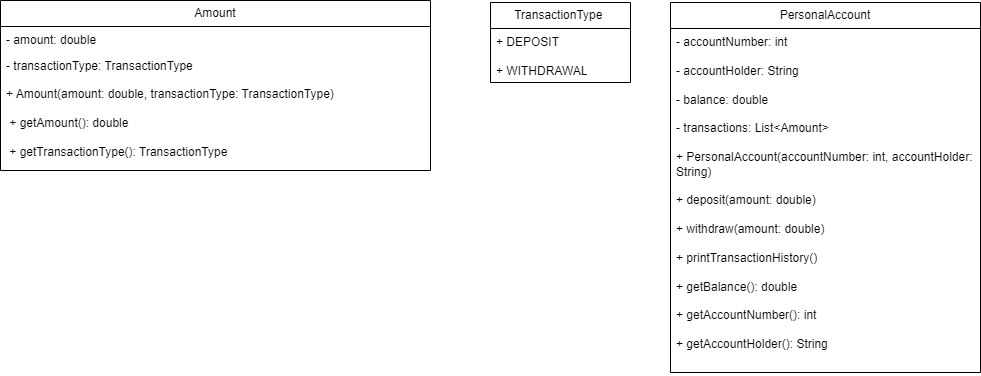 Amount
- amount: double
- transactionType: TransactionType
+ Amount(amount: double, transactionType: TransactionType)
+ getAmount(): double
+ getTransactionType(): TransactionType
TransactionType
+ DEPOSIT
+ WITHDRAWAL
PersonalAccount
- accountNumber: int
- accountHolder: String
- balance: double
- transactions: List<Amount>
+ PersonalAccount(accountNumber: int, accountHolder:
String)
+ deposit(amount: double)
+ withdraw(amount: double)
+ printTransactionHistory()
+ getBalance(): double
+ getAccountNumber(): int
+ getAccountHolder(): String